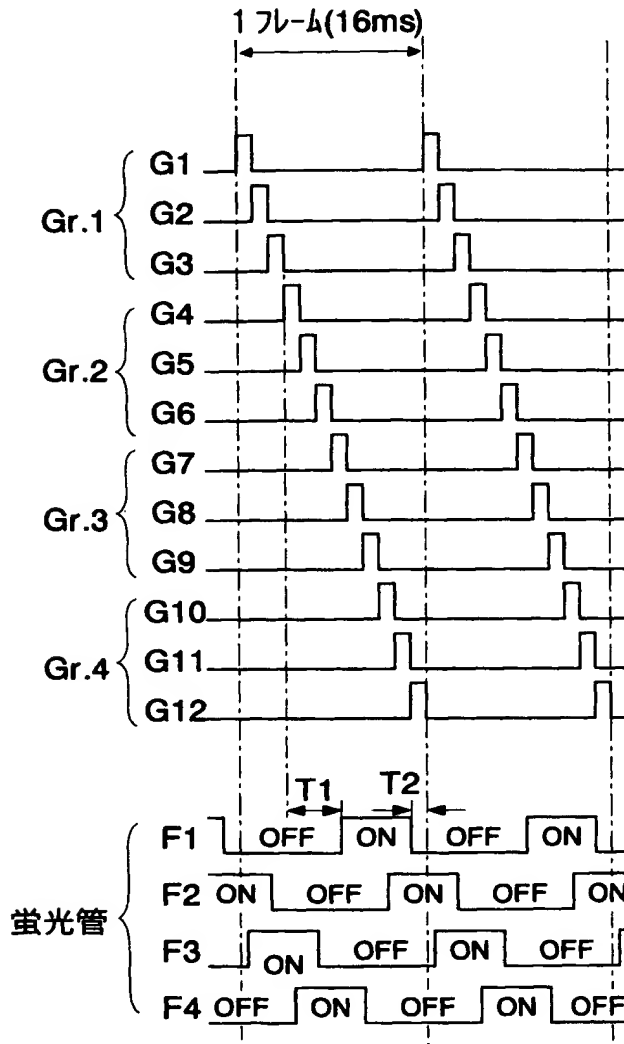 1 フレーム(16ms)
Gr.1
G1
G2
G3
Gr.2
G4
G5
G6
Gr.3
G7
G8
G9
Gr.4
G10
G11
G12
T1
T2
蛍光管
F1 OFF ON OFF ON
F2 ON OFF ON OFF ON
F3 ON OFF ON OFF
F4 OFF ON OFF ON OFF